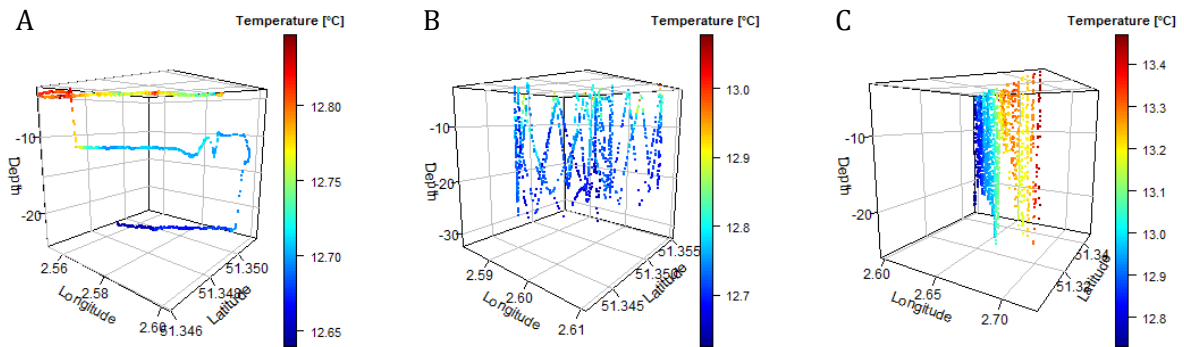 A
Temperature [°C]
12.80
12.75
12.70
12.65
-10
-20
Depth
2.56
2.58
2.60
Longitude
51.346
51.348
51.350
Latitude
B
Temperature [°C]
13.0
12.9
12.8
12.7
-10
-20
-30
Depth
2.59
2.60
2.61
Longitude
51.345
51.355
Latitude
C
Temperature [°C]
13.4
13.3
13.2
13.1
13.0
12.9
12.8
-10
-20
Depth
2.60
2.65
2.70
Longitude
51.34
Latitude